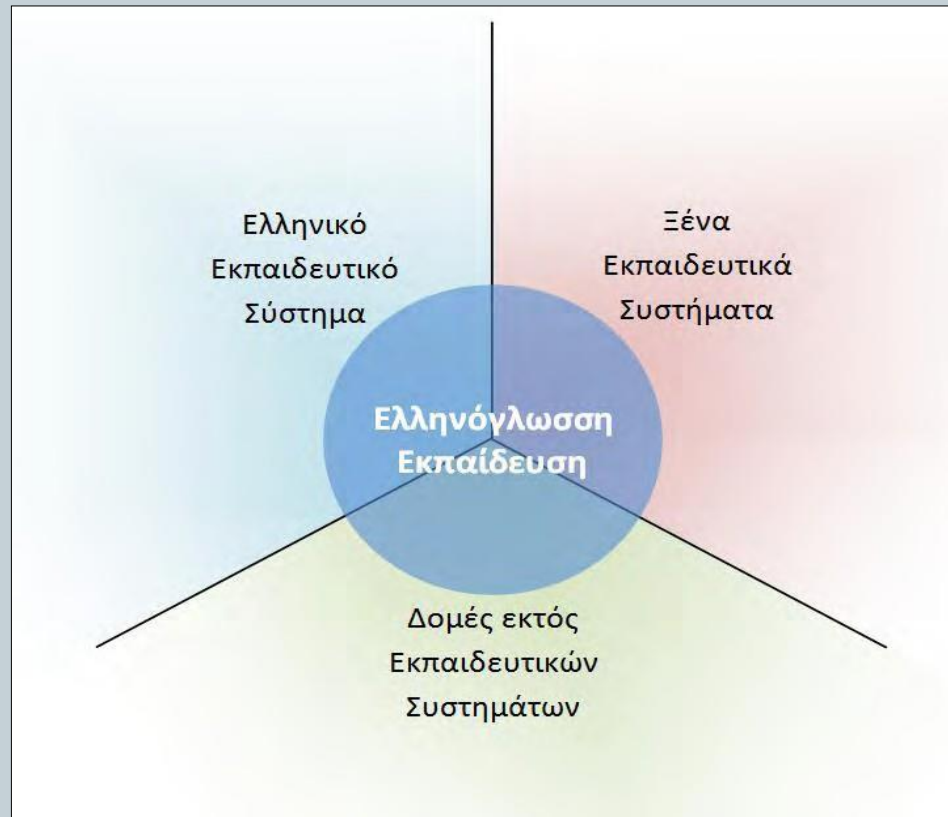 Ελληνικό
Εκπαιδευτικό
Σύστημα
Ξένα
Εκπαιδευτικά
Συστήματα
Ελληνόγλωσση
Εκπαίδευση
Δομές εκτός
Εκπαιδευτικών
Συστημάτων